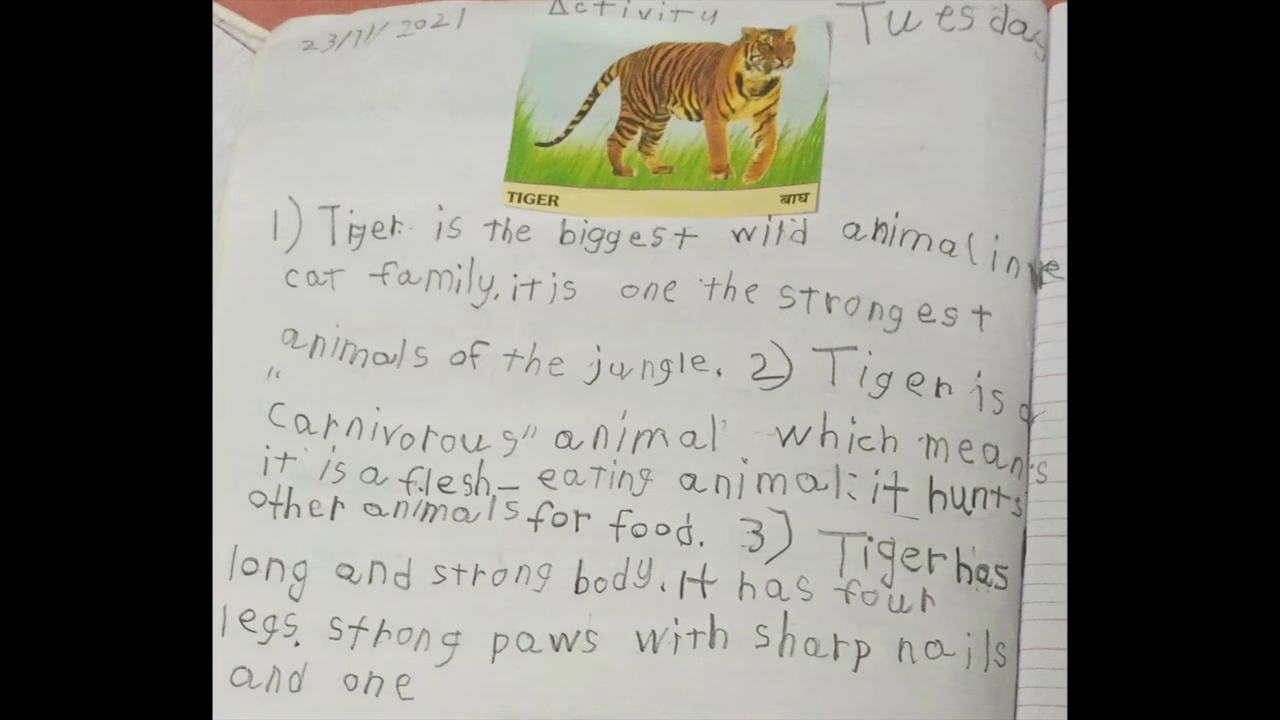 23/11/2021 Activity Tuesday
TIGER बाघ
1) Tiger is the biggest wild animal in
cat family. it is one the strongest
animals of the jungle. 2) Tiger is a
"carnivorous" animal which means
it is a flesh - eating animal: it hunts
other animals for food. 3) Tiger has
long and strong body. It has four
legs. strong paws with sharp nails
and one